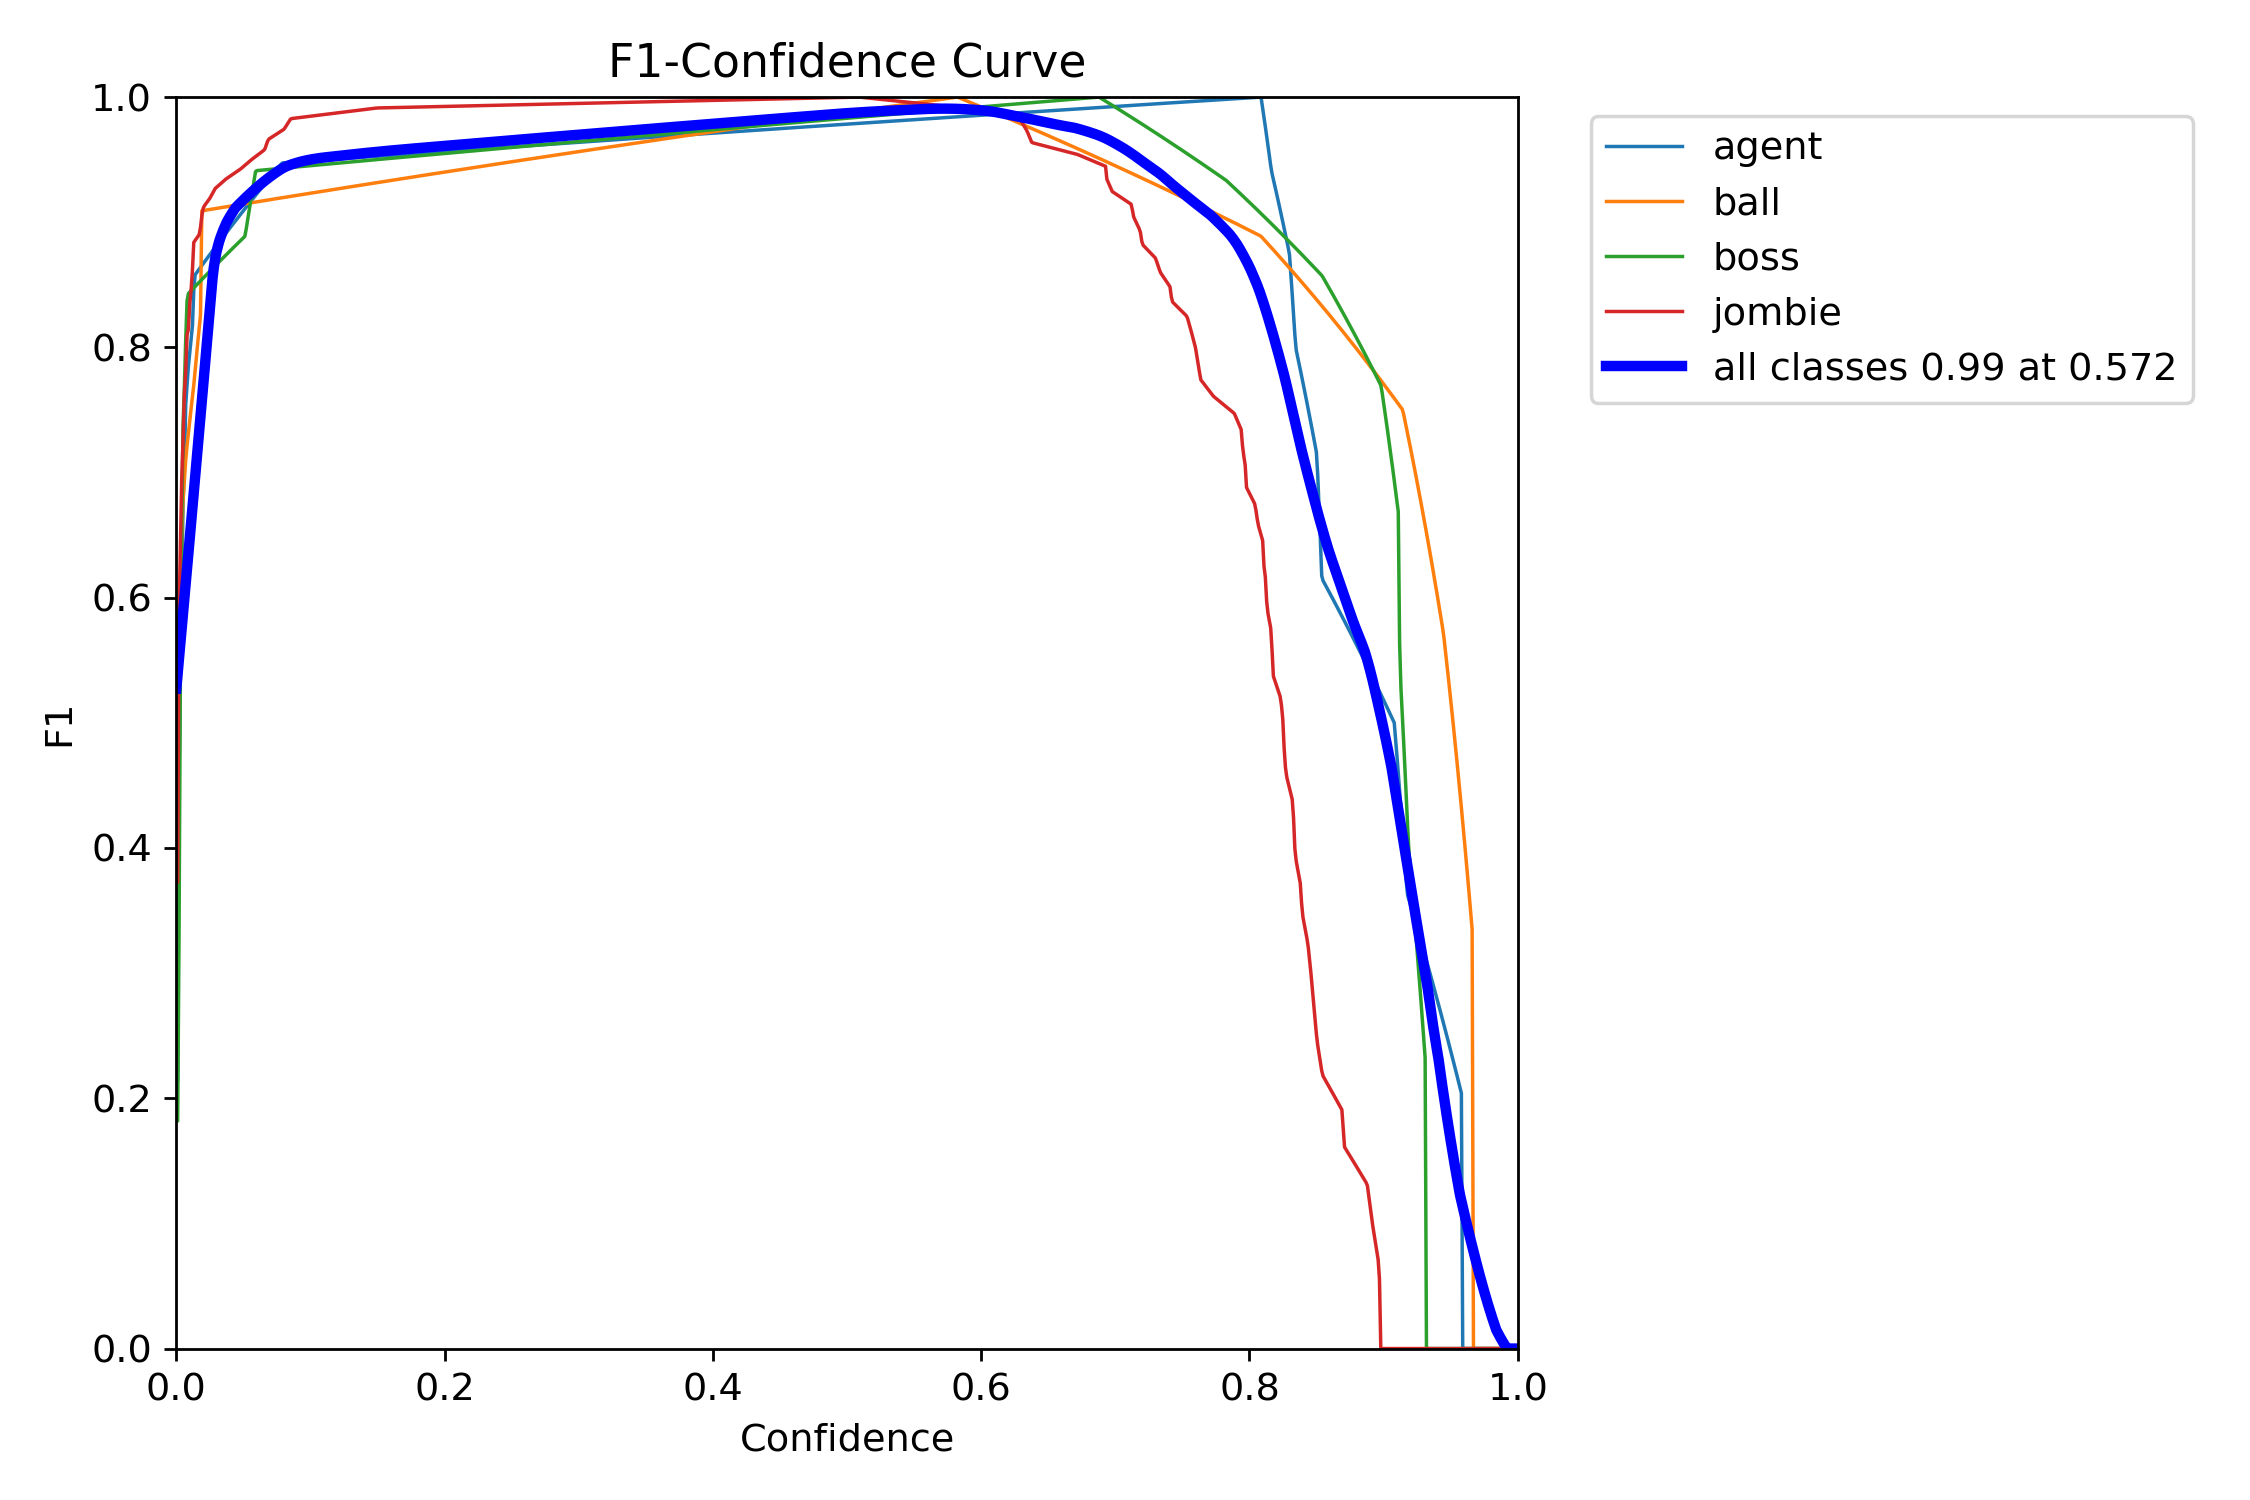 F1-Confidence Curve
1.0
0.8
0.6
0.4
0.2
0.0
F1
0.0 0.2 0.4 0.6 0.8 1.0
Confidence
agent
ball
boss
jombie
all classes 0.99 at 0.572